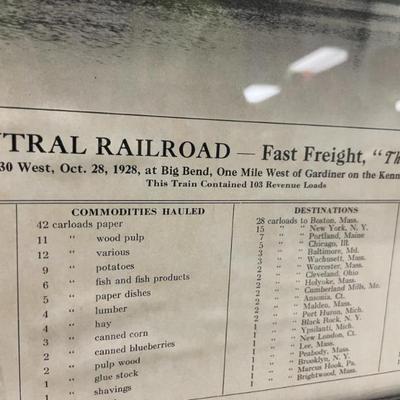 NTRAL RAILROAD — Fast Freight, "Th
30 West, Oct. 28, 1928, at Big Bend, One Mile West of Gardiner on the Kenn
This Train Contained 103 Revenue Loads
COMMODITIES HAULED
42 carloads paper
11 " wood pulp
12 " various
9 " potatoes
6 " fish and fish products
5 " paper dishes
4 " lumber
4 " hay
3 " canned corn
2 " canned blueberries
2 " pulp wood
1 " glue stock
1 " shavings
DESTINATIONS
28 carloads to Boston, Mass.
15 " " New York, N. Y.
7 " " Portland, Maine
5 " " Chicago, Ill.
3 " " Baltimore, Md.
3 " " Wachusett, Mass.
2 " " Worcester, Mass.
2 " " Cleveland, Ohio
2 " " Holyoke, Mass.
2 " " Cumberland Mills, Me.
2 " " Ansonia, Ct.
2 " " Malden, Mass.
2 " " Port Huron, Mich.
2 " " Black Rock, N. Y.
1 " " Ypsilanti, Mich.
1 " " New London, Ct.
1 " " Lee, Mass.
1 " " Peabody, Mass.
1 " " Brooklyn, N. Y.
1 " " Marcus Hook, Pa.
1 " " Brightwood, Mass.